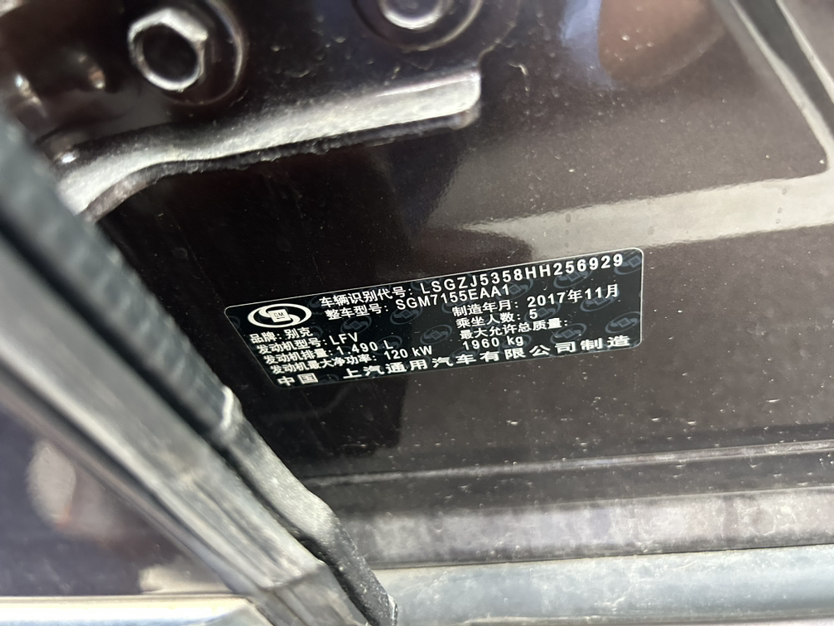 车辆识别代号: LSGZJ5358HH256929
整车型号: SGM7155EAA1
品牌: 别克 制造年月: 2017年11月
发动机型号: LFV 乘坐人数: 5
发动机排量: 1.490 L 最大允许总质量:
发动机最大净功率: 120 kW 1960 kg
中国 上汽通用汽车有限公司制造